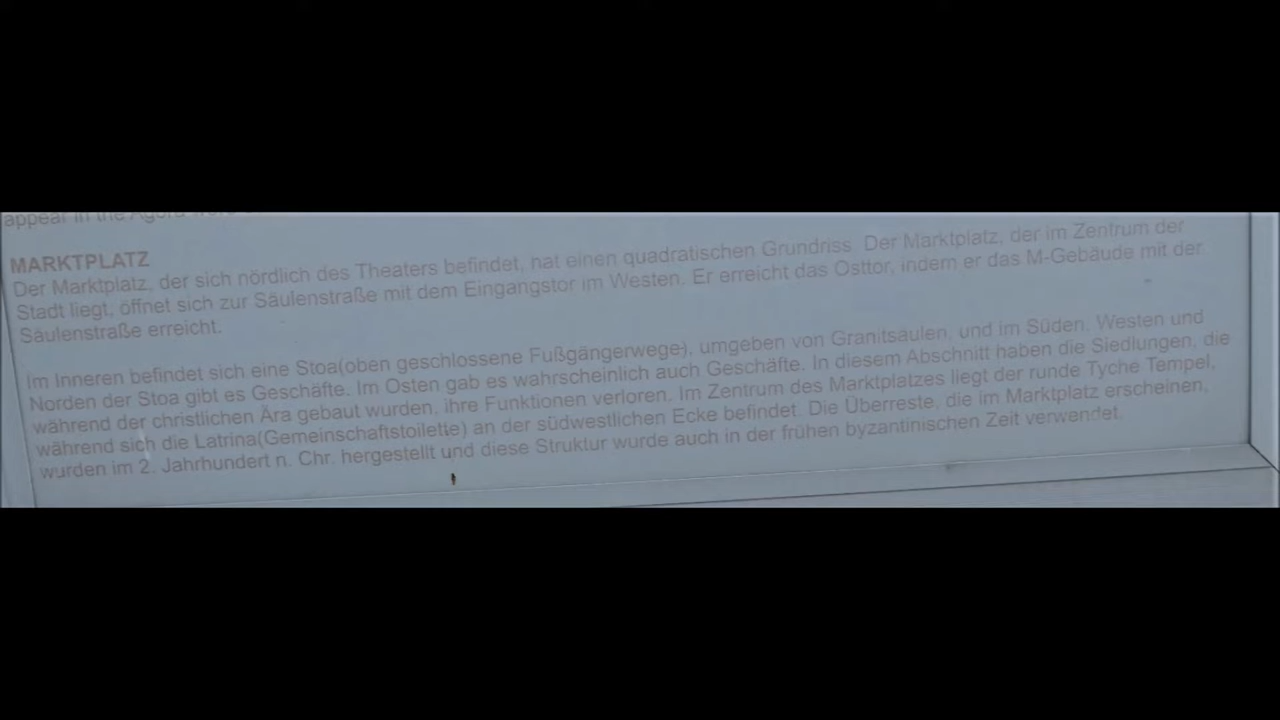 appear in the Agora were
MARKTPLATZ
Der Marktplatz, der sich nördlich des Theaters befindet, hat einen quadratischen Grundriss. Der Marktplatz, der im Zentrum der
Stadt liegt, öffnet sich zur Säulenstraße mit dem Eingangstor im Westen. Er erreicht das Osttor, indem er das M-Gebäude mit der
Säulenstraße erreicht.
Im Inneren befindet sich eine Stoa(oben geschlossene Fußgängerwege), umgeben von Granitsäulen, und im Süden, Westen und
Norden der Stoa gibt es Geschäfte. Im Osten gab es wahrscheinlich auch Geschäfte. In diesem Abschnitt haben die Siedlungen, die
während der christlichen Ära gebaut wurden, ihre Funktionen verloren. Im Zentrum des Marktplatzes liegt der runde Tyche Tempel,
während sich die Latrina(Gemeinschaftstoilette) an der südwestlichen Ecke befindet. Die Überreste, die im Marktplatz erscheinen,
wurden im 2. Jahrhundert n. Chr. hergestellt und diese Struktur wurde auch in der frühen byzantinischen Zeit verwendet.